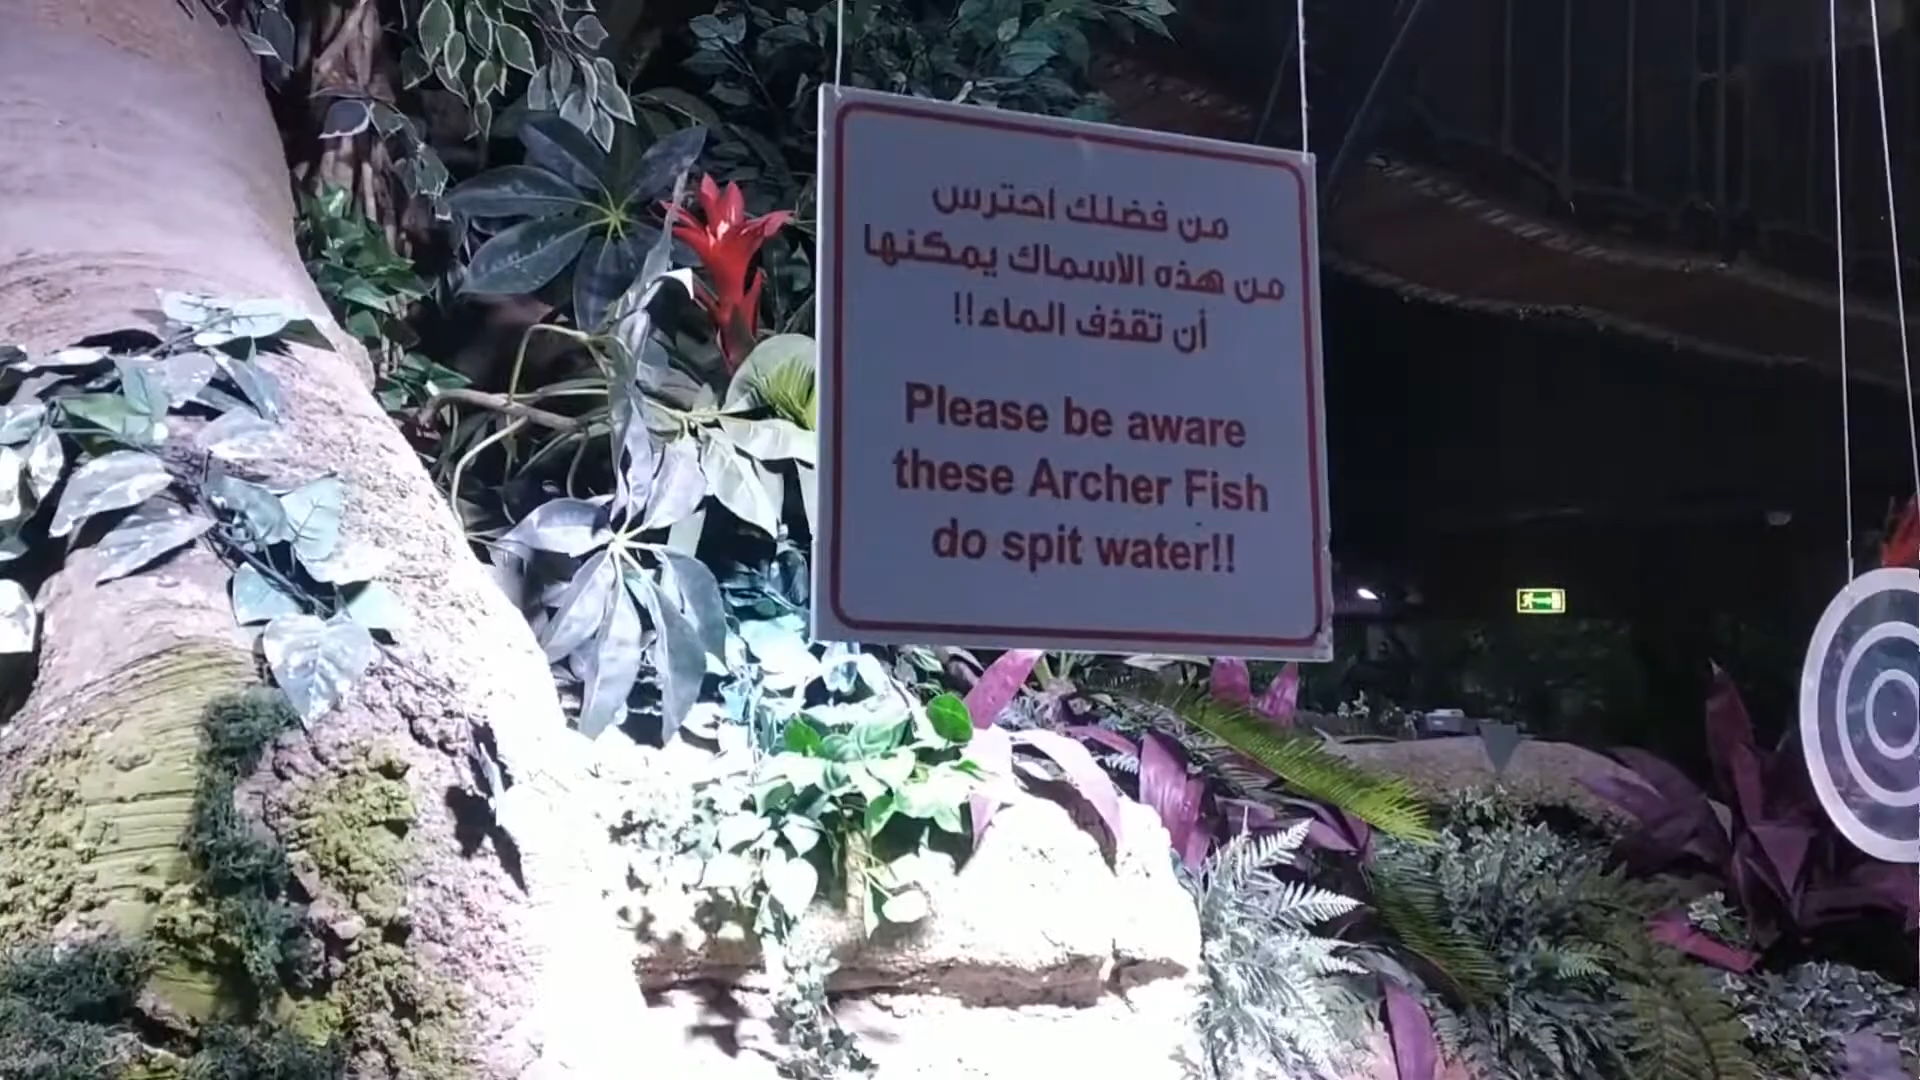 من فضلك احترس
من هذه الاسماك يمكنها
أن تقذف الماء!!
Please be aware
these Archer Fish
do spit water!!